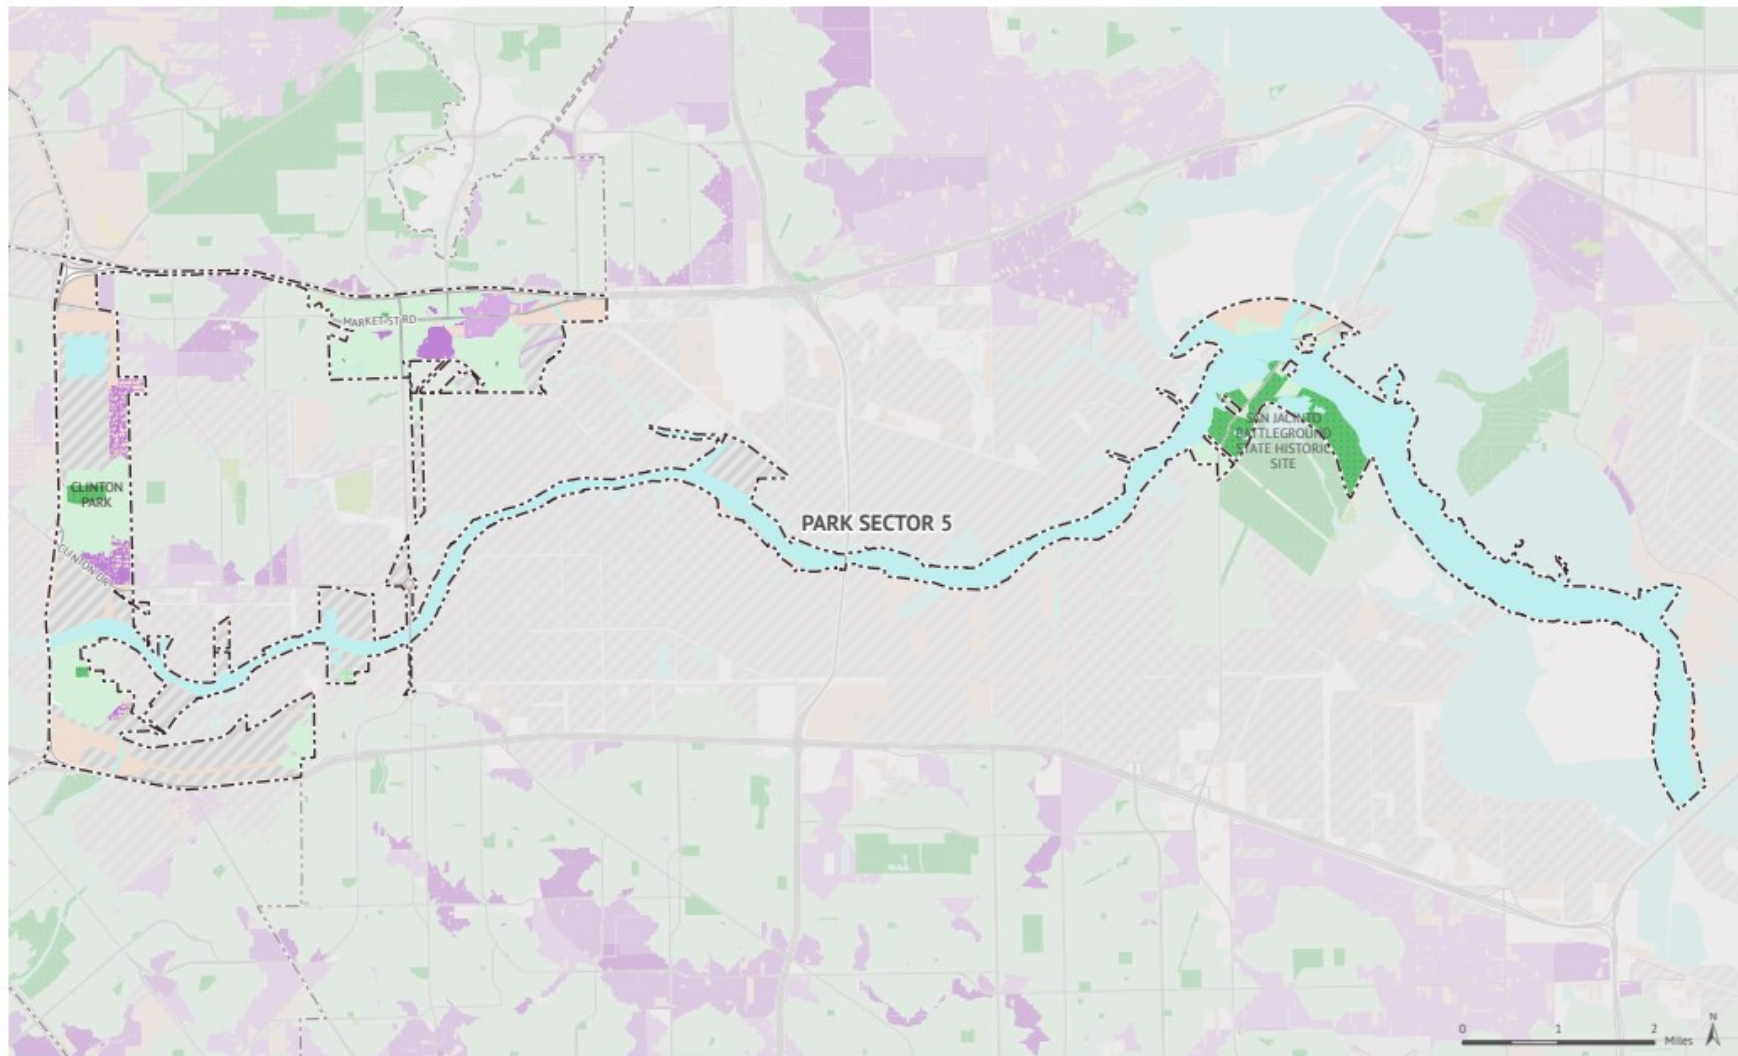 MARKET ST RD
CLINTON
PARK
CLINTON DR
PARK SECTOR 5
SAN JACINTO
BATTLEGROUND
STATE HISTORIC
SITE
N
0 1 2
Miles